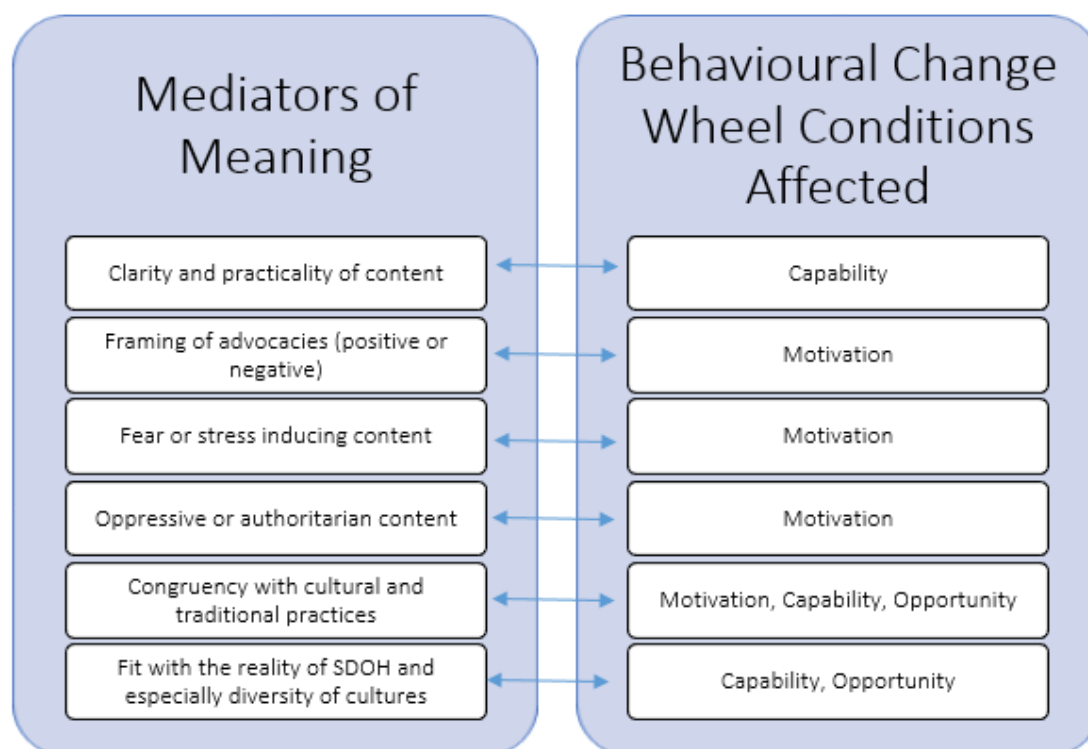 Mediators of
Meaning
Clarity and practicality of content
Framing of advocacies (positive or
negative)
Fear or stress inducing content
Oppressive or authoritarian content
Congruency with cultural and
traditional practices
Fit with the reality of SDOH and
especially diversity of cultures
Behavioural Change
Wheel Conditions
Affected
Capability
Motivation
Motivation
Motivation
Motivation, Capability, Opportunity
Capability, Opportunity